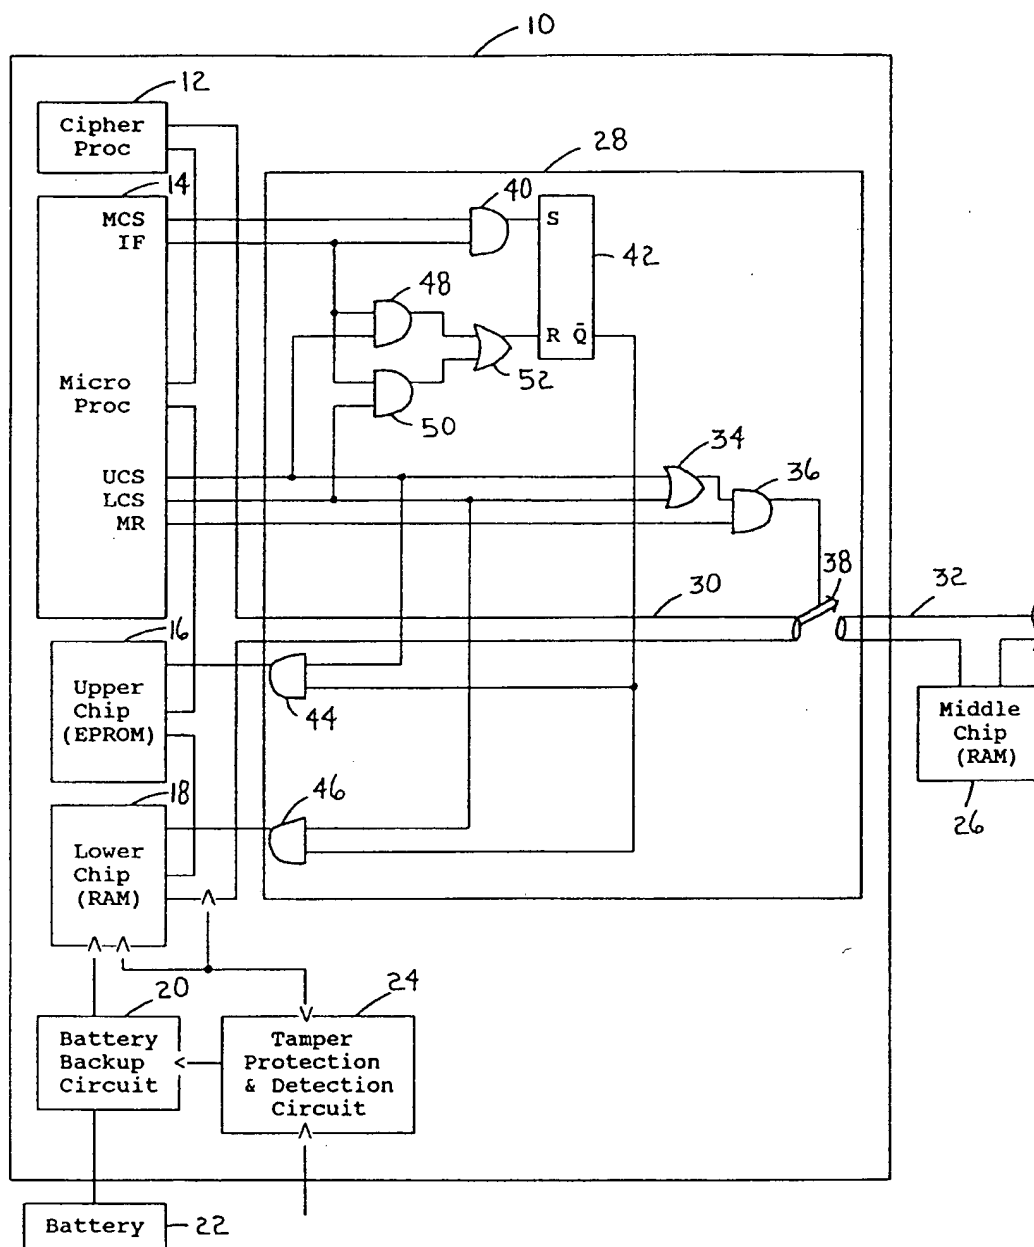 10
12
Cipher
Proc
28
14
40
MCS
S
IF
42
48
R Q̄
52
Micro
Proc
50
34
36
UCS
LCS
MR
38
30
32
16
Upper
Chip
(EPROM)
44
Middle
Chip
(RAM)
26
18
46
Lower
Chip
(RAM)
20
24
Battery
Backup
Circuit
Tamper
Protection
& Detection
Circuit
Battery
22